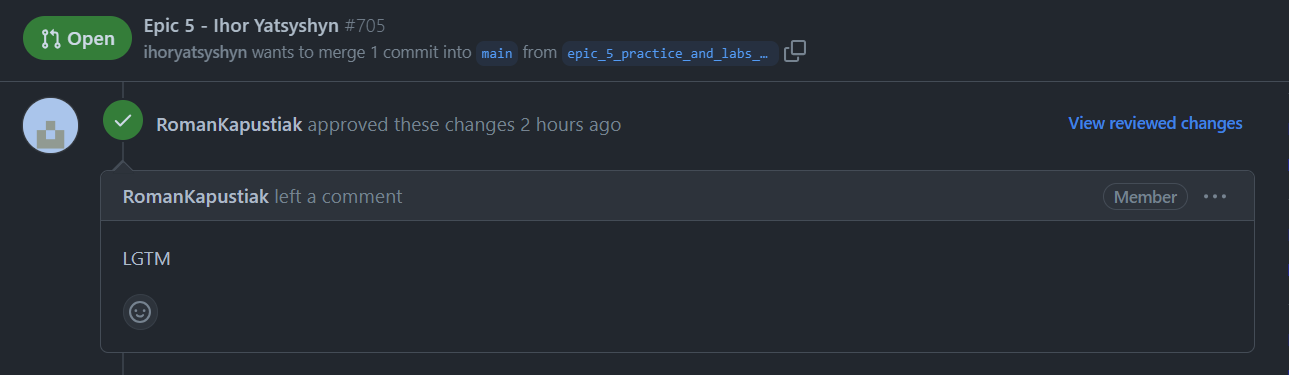 Open
Epic 5 - Ihor Yatsyshyn #705
ihoryatsyshyn wants to merge 1 commit into main from epic_5_practice_and_labs_…
RomanKapustiak approved these changes 2 hours ago
View reviewed changes
RomanKapustiak left a comment
Member
LGTM